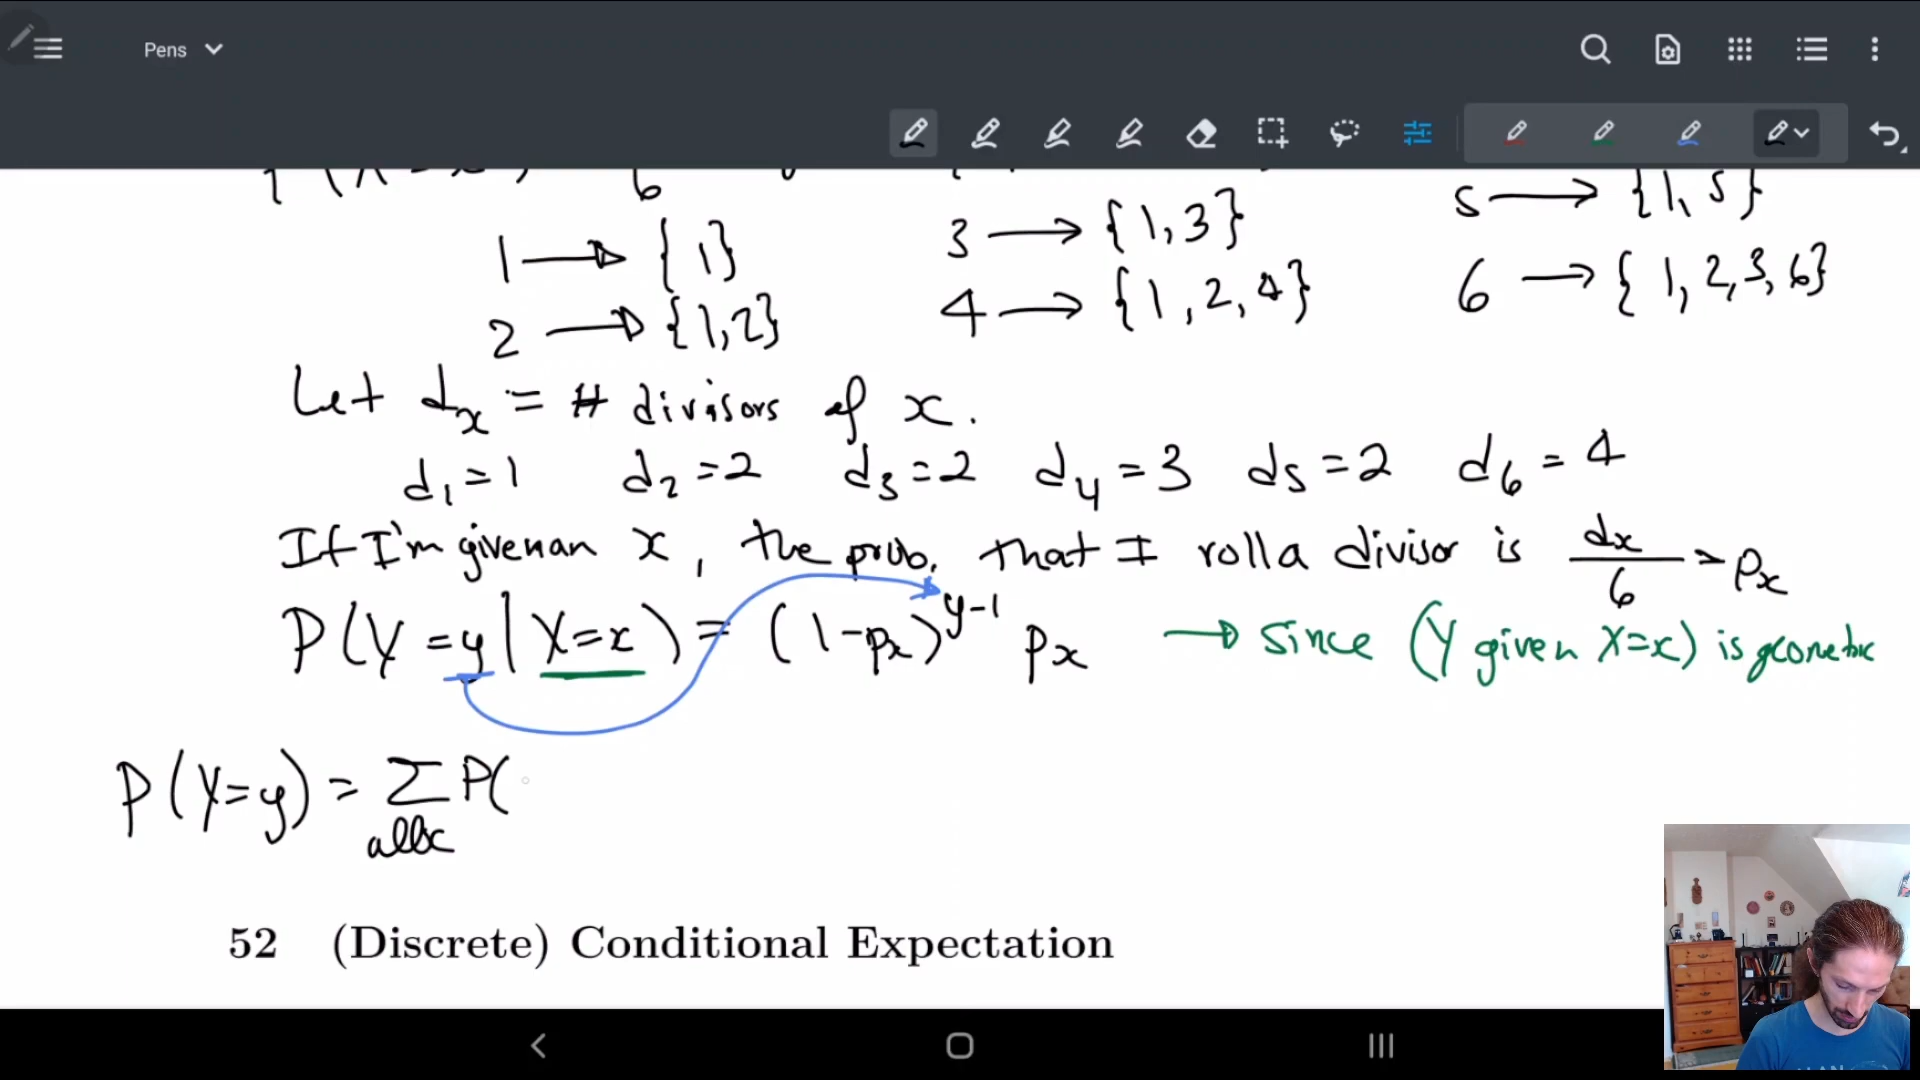 Pens
1 → {1}
3 → {1,3}
5 → {1,5}
2 → {1,2}
4 → {1,2,4}
6 → {1,2,3,6}
Let d_x = # divisors of x.
d_1 = 1 d_2 = 2 d_3 = 2 d_4 = 3 d_5 = 2 d_6 = 4
If I'm given an x, the prob. that I roll a divisor is d_x/6 = p_x
P(Y = y | X = x) = (1-p_x)^{y-1} p_x → since (Y given X=x) is geometric
P(Y=y) = Σ_{all x} P(
52 (Discrete) Conditional Expectation